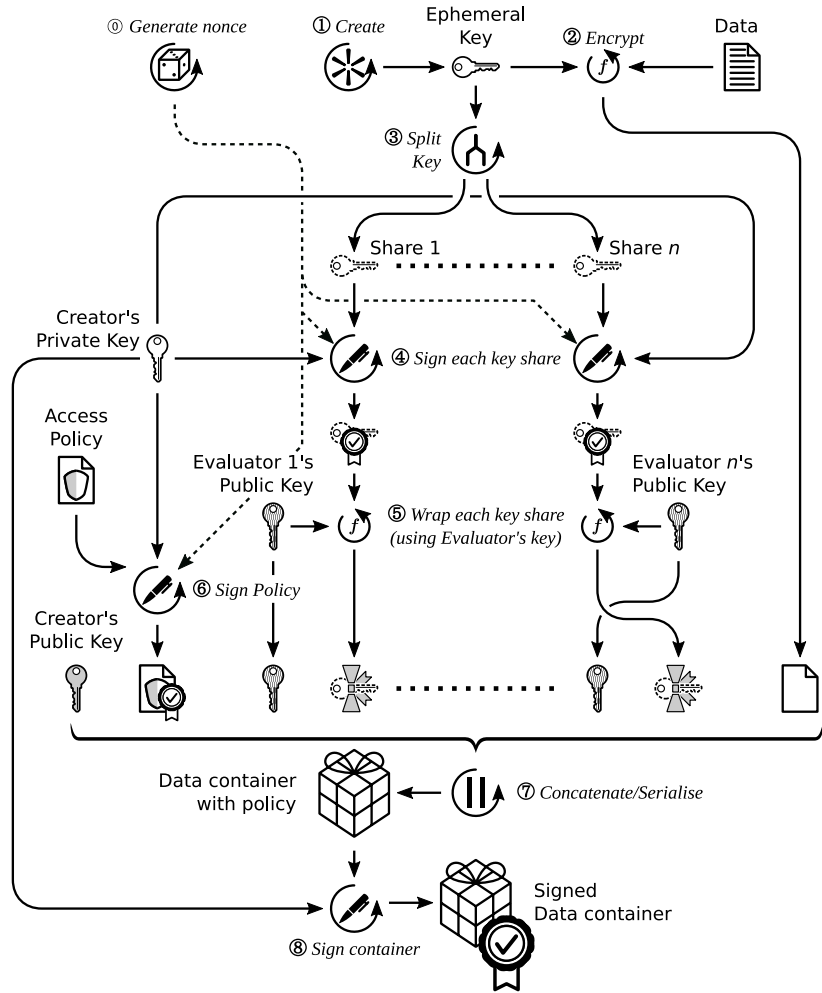 ⓪ Generate nonce
① Create
Ephemeral
Key
② Encrypt
Data
③ Split
Key
Share 1
Share n
Creator's
Private Key
④ Sign each key share
Access
Policy
Evaluator 1's
Public Key
Evaluator n's
Public Key
⑤ Wrap each key share
(using Evaluator's key)
⑥ Sign Policy
Creator's
Public Key
Data container
with policy
⑦ Concatenate/Serialise
Signed
Data container
⑧ Sign container